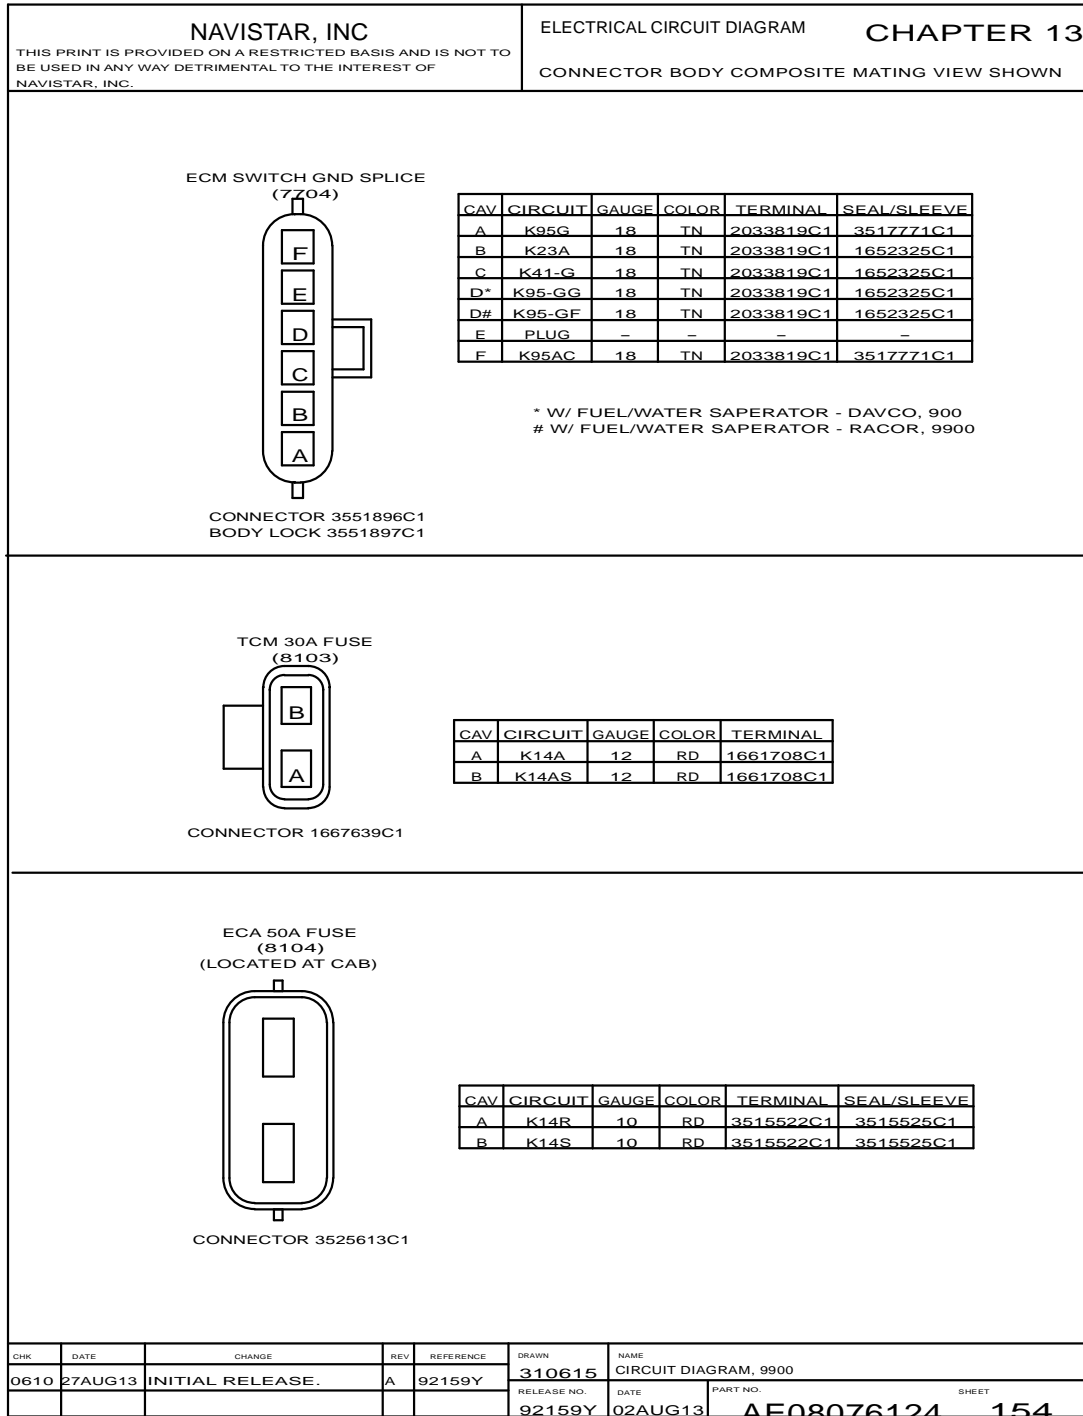 NAVISTAR, INC
THIS PRINT IS PROVIDED ON A RESTRICTED BASIS AND IS NOT TO
BE USED IN ANY WAY DETRIMENTAL TO THE INTEREST OF
NAVISTAR, INC.
ELECTRICAL CIRCUIT DIAGRAM CHAPTER 13
CONNECTOR BODY COMPOSITE MATING VIEW SHOWN
ECM SWITCH GND SPLICE
(7704)
F
E
D
C
B
A
CONNECTOR 3551896C1
BODY LOCK 3551897C1
CAV CIRCUIT GAUGE COLOR TERMINAL SEAL/SLEEVE
A K95G 18 TN 2033819C1 3517771C1
B K23A 18 TN 2033819C1 1652325C1
C K41-G 18 TN 2033819C1 1652325C1
D* K95-GG 18 TN 2033819C1 1652325C1
D# K95-GF 18 TN 2033819C1 1652325C1
E PLUG – – – –
F K95AC 18 TN 2033819C1 3517771C1
* W/ FUEL/WATER SAPERATOR - DAVCO, 900
# W/ FUEL/WATER SAPERATOR - RACOR, 9900
TCM 30A FUSE
(8103)
B
A
CONNECTOR 1667639C1
CAV CIRCUIT GAUGE COLOR TERMINAL
A K14A 12 RD 1661708C1
B K14AS 12 RD 1661708C1
ECA 50A FUSE
(8104)
(LOCATED AT CAB)
CONNECTOR 3525613C1
CAV CIRCUIT GAUGE COLOR TERMINAL SEAL/SLEEVE
A K14R 10 RD 3515522C1 3515525C1
B K14S 10 RD 3515522C1 3515525C1
CHK DATE CHANGE REV REFERENCE
0610 27AUG13 INITIAL RELEASE. A 92159Y
DRAWN
310615
NAME
CIRCUIT DIAGRAM, 9900
RELEASE NO.
92159Y
DATE
02AUG13
PART NO.
AE08076124
SHEET
154